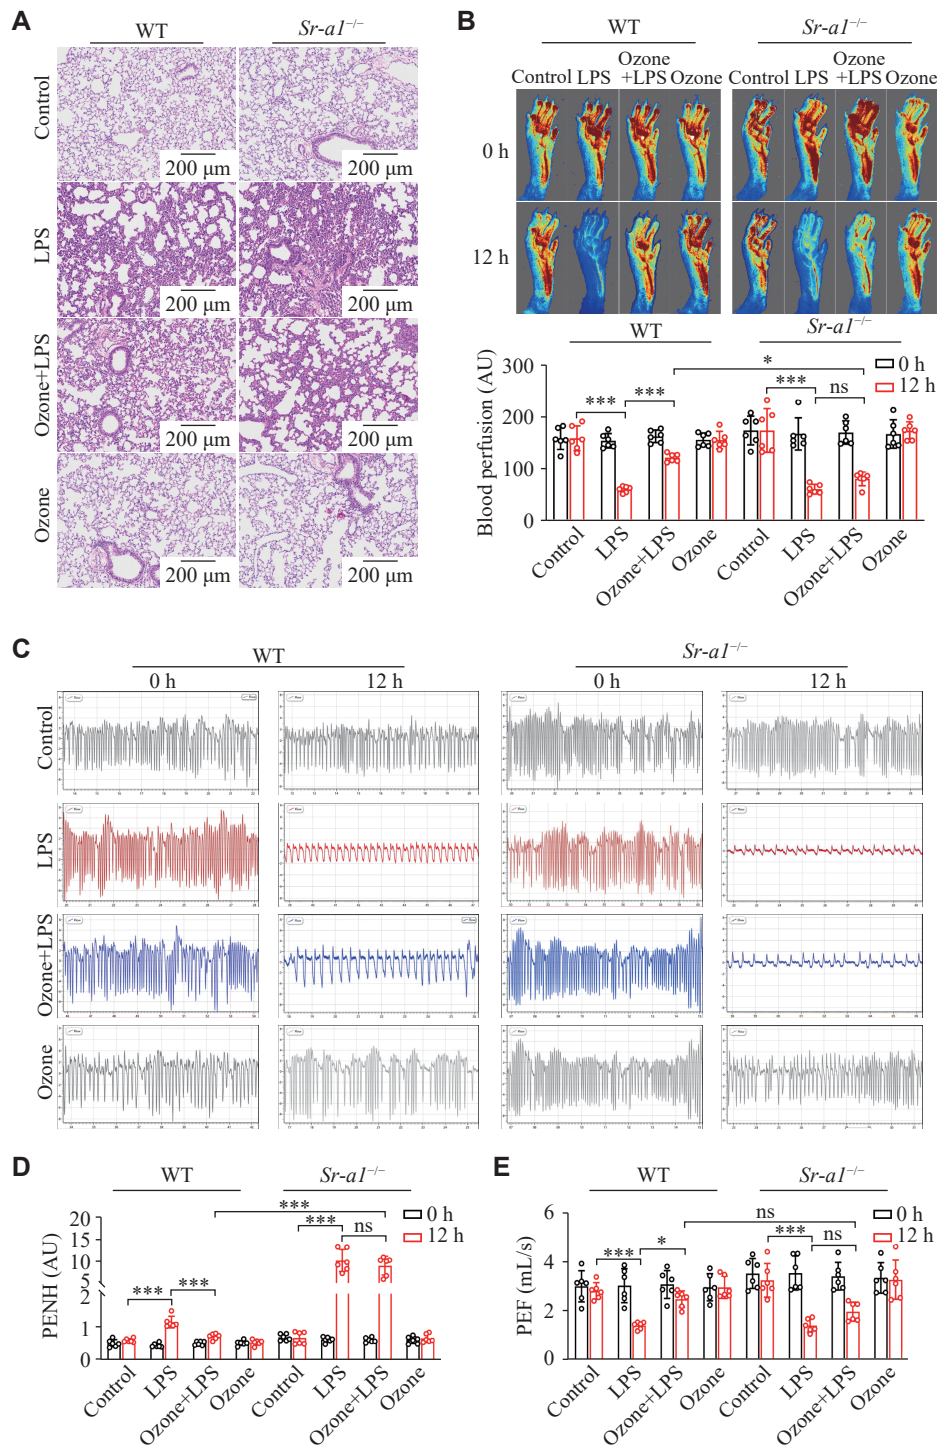 A
WT
Sr-a1⁻/⁻
Control
200 μm
200 μm
LPS
200 μm
200 μm
Ozone+LPS
200 μm
200 μm
Ozone
200 μm
200 μm
B
WT
Sr-a1⁻/⁻
Control LPS Ozone +LPS Ozone
Control LPS Ozone +LPS Ozone
0 h
12 h
WT
Sr-a1⁻/⁻
Blood perfusion (AU)
300
200
100
0
*** *** * *** ns
0 h
12 h
Control LPS Ozone+LPS Ozone Control LPS Ozone+LPS Ozone
C
WT
Sr-a1⁻/⁻
0 h 12 h 0 h 12 h
Control
LPS
Ozone+LPS
Ozone
D
WT
Sr-a1⁻/⁻
PENH (AU)
20
15
10
5
2
1
0
*** *** *** *** ns
0 h
12 h
Control LPS Ozone+LPS Ozone Control LPS Ozone+LPS Ozone
E
WT
Sr-a1⁻/⁻
PEF (mL/s)
6
4
2
0
*** * ns *** ns
0 h
12 h
Control LPS Ozone+LPS Ozone Control LPS Ozone+LPS Ozone